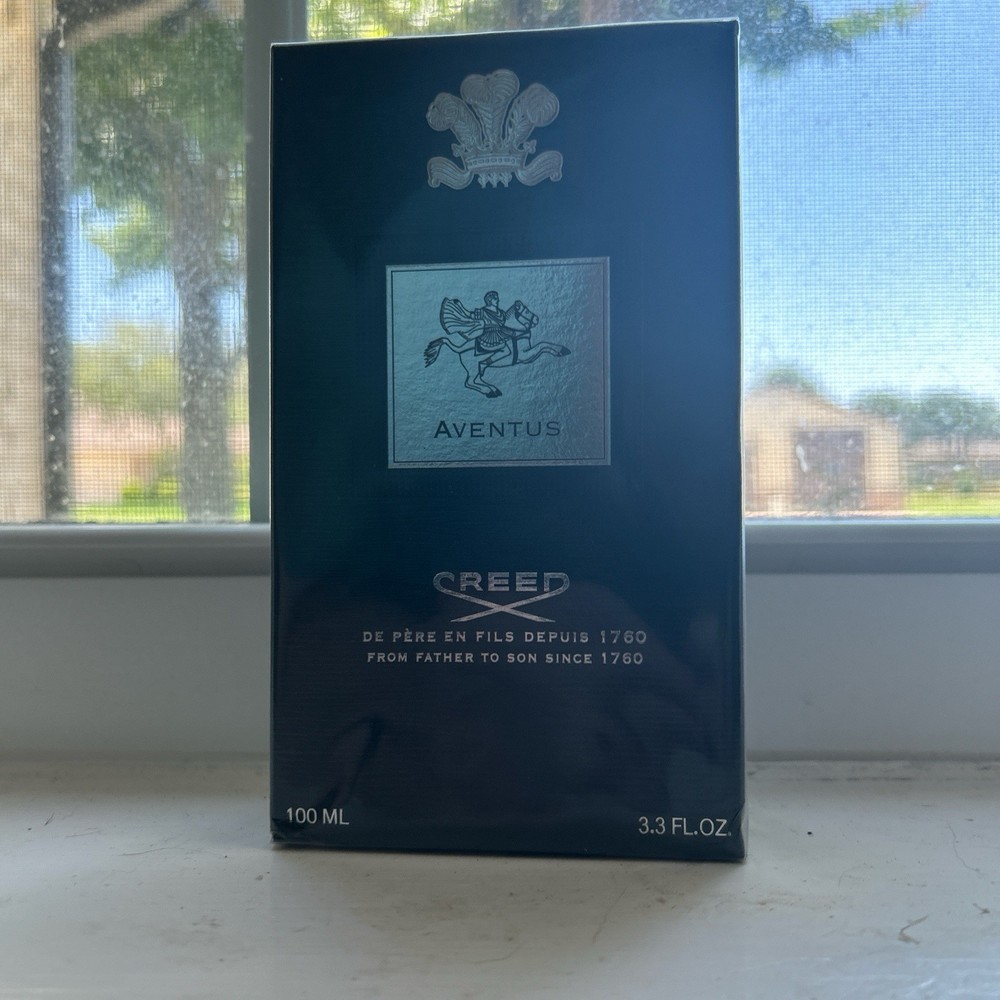 AVENTUS
CREED
DE PÈRE EN FILS DEPUIS 1760
FROM FATHER TO SON SINCE 1760
100 ML
3.3 FL.OZ.